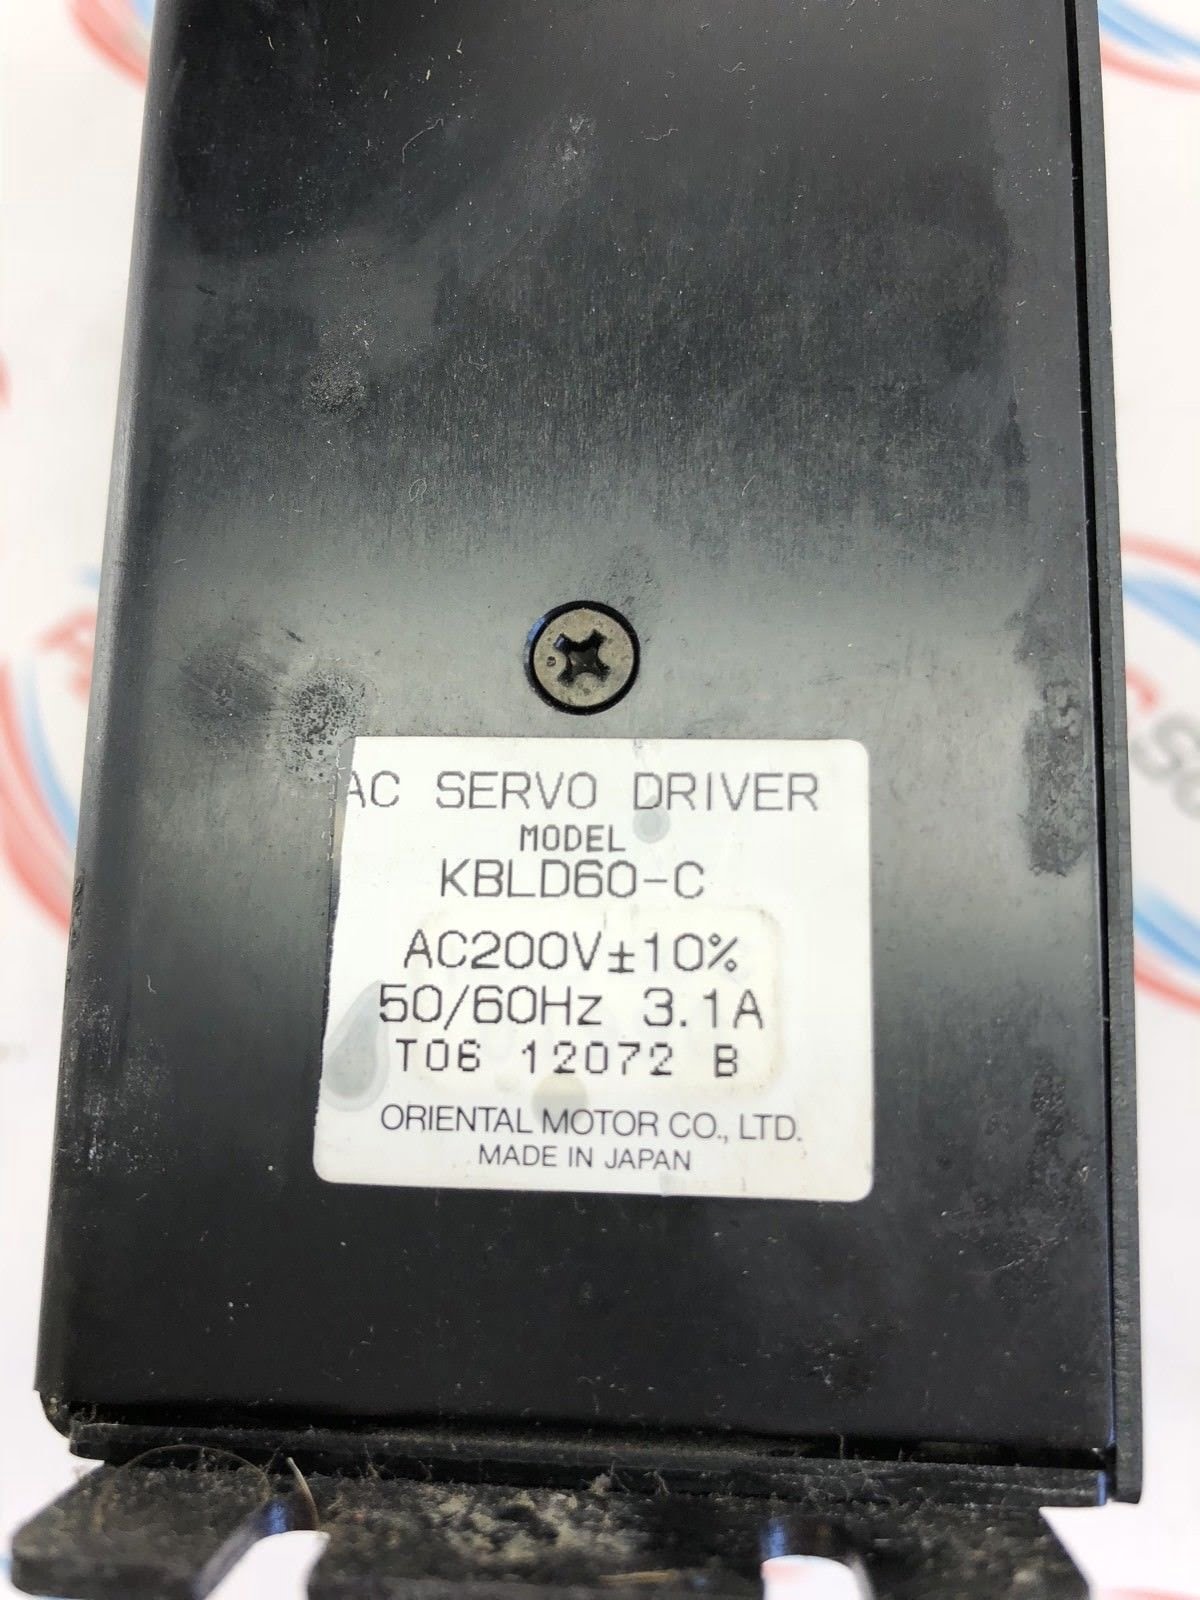 AC SERVO DRIVER
MODEL
KBLD60-C
AC200V±10%
50/60Hz 3.1A
T06 12072 B
ORIENTAL MOTOR CO., LTD.
MADE IN JAPAN